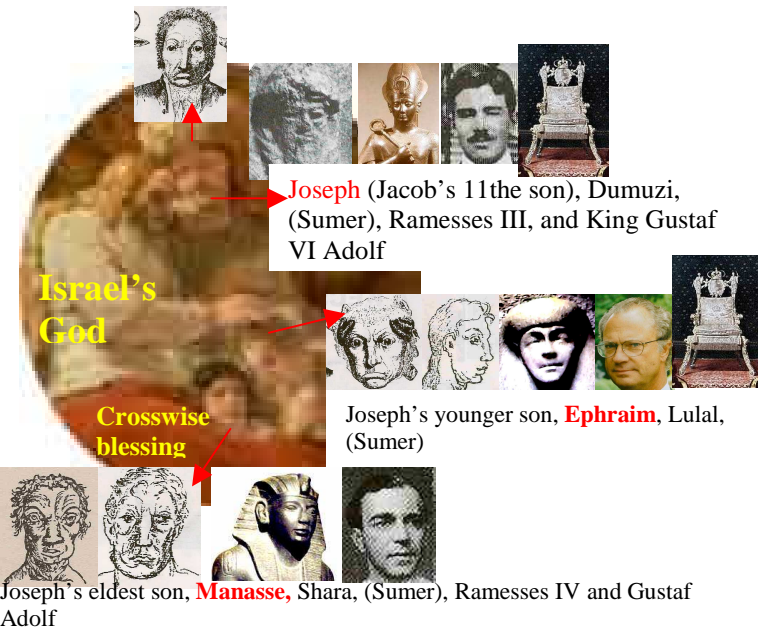 Joseph (Jacob's 11the son), Dumuzi,
(Sumer), Ramesses III, and King Gustaf
VI Adolf
Israel's
God
Crosswise
blessing
Joseph's younger son, Ephraim, Lulal,
(Sumer)
Joseph's eldest son, Manasse, Shara, (Sumer), Ramesses IV and Gustaf
Adolf